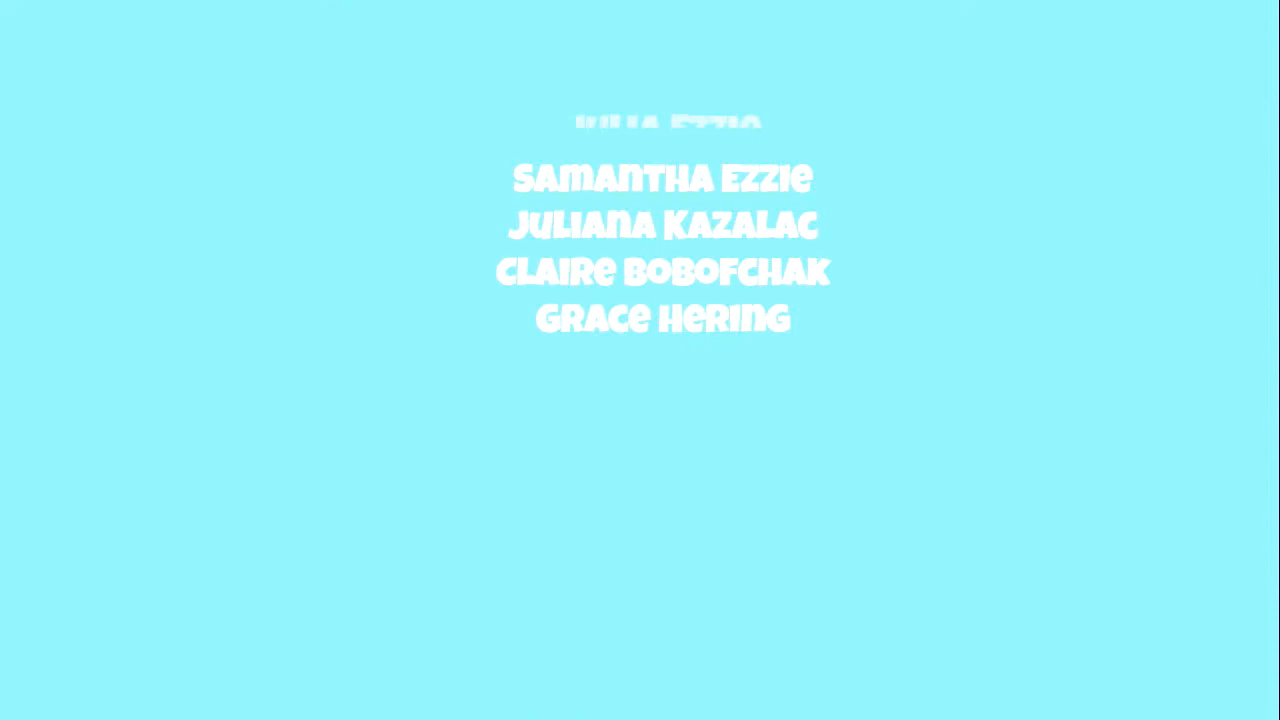 Samantha Ezzie
Juliana Kazalac
Claire Bobofchak
Grace Hering